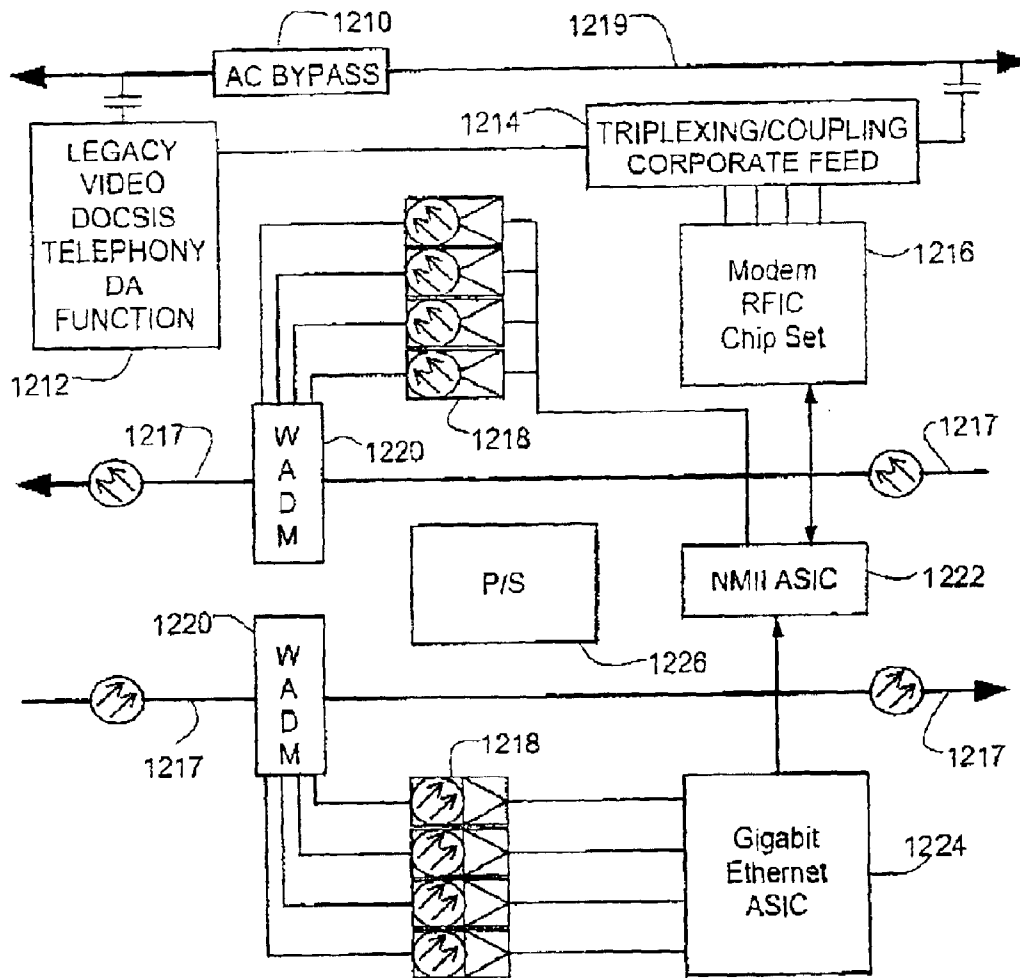 1210
1219
AC BYPASS
1214
TRIPLEXING/COUPLING
CORPORATE FEED
LEGACY
VIDEO
DOCSIS
TELEPHONY
DA
FUNCTION
1216
Modem
RFIC
Chip Set
1212
1218
1217
1220
1217
W
A
D
M
P/S
NMII ASIC
1222
1220
1226
W
A
D
M
1217
1218
1217
Gigabit
Ethernet
ASIC
1224